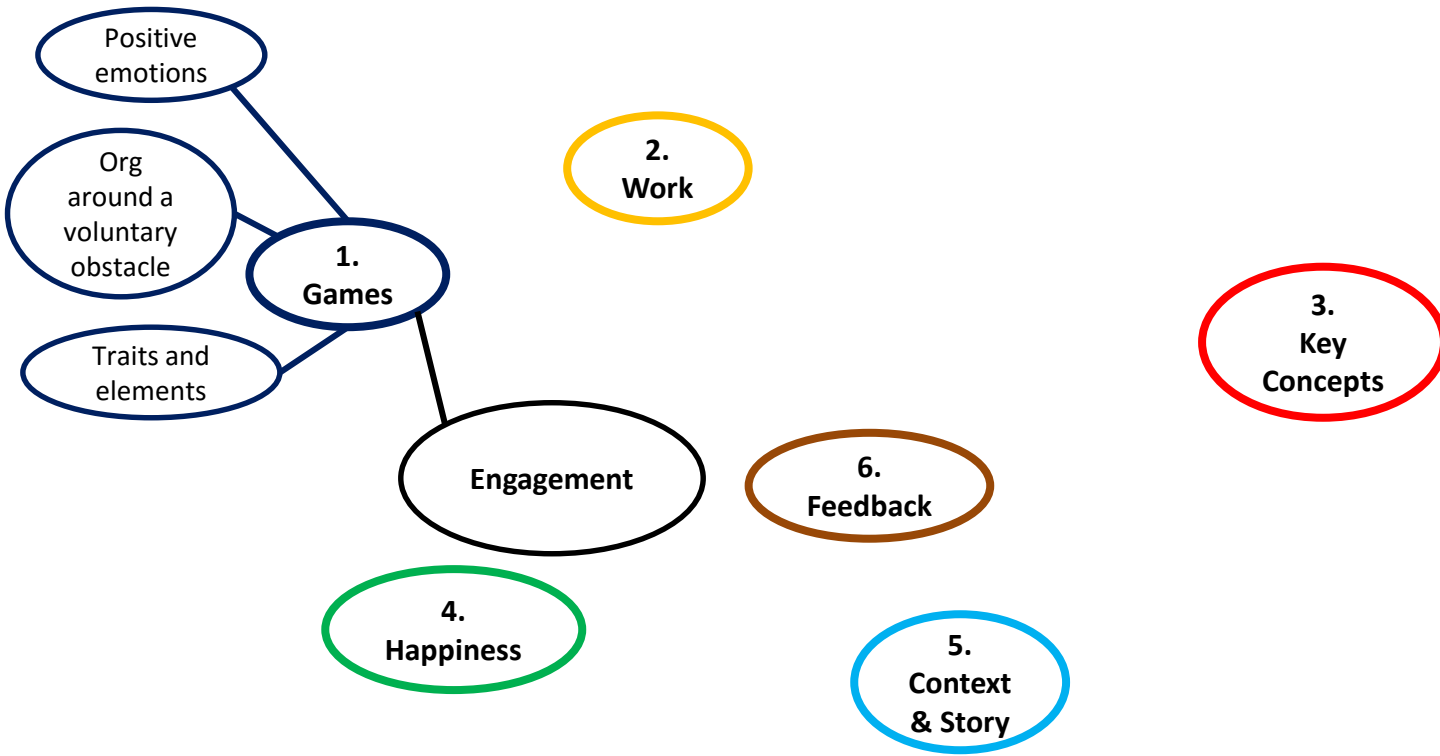 Positive
emotions
Org
around a
voluntary
obstacle
Traits and
elements
1.
Games
2.
Work
3.
Key
Concepts
Engagement
6.
Feedback
4.
Happiness
5.
Context
& Story